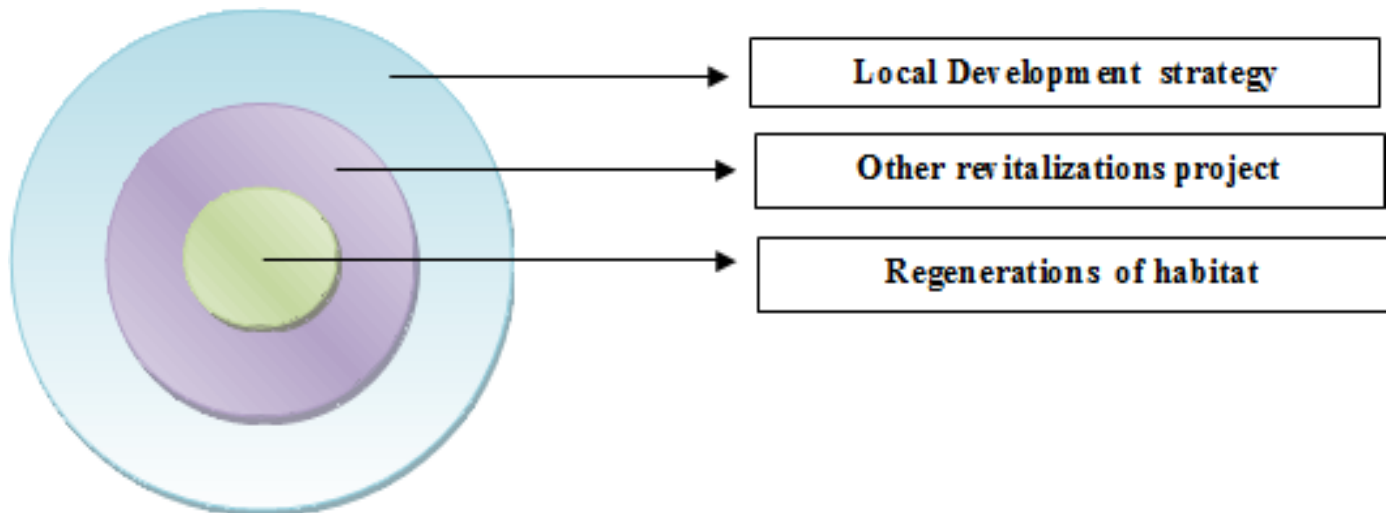 Local Development strategy
Other revitalizations project
Regenerations of habitat